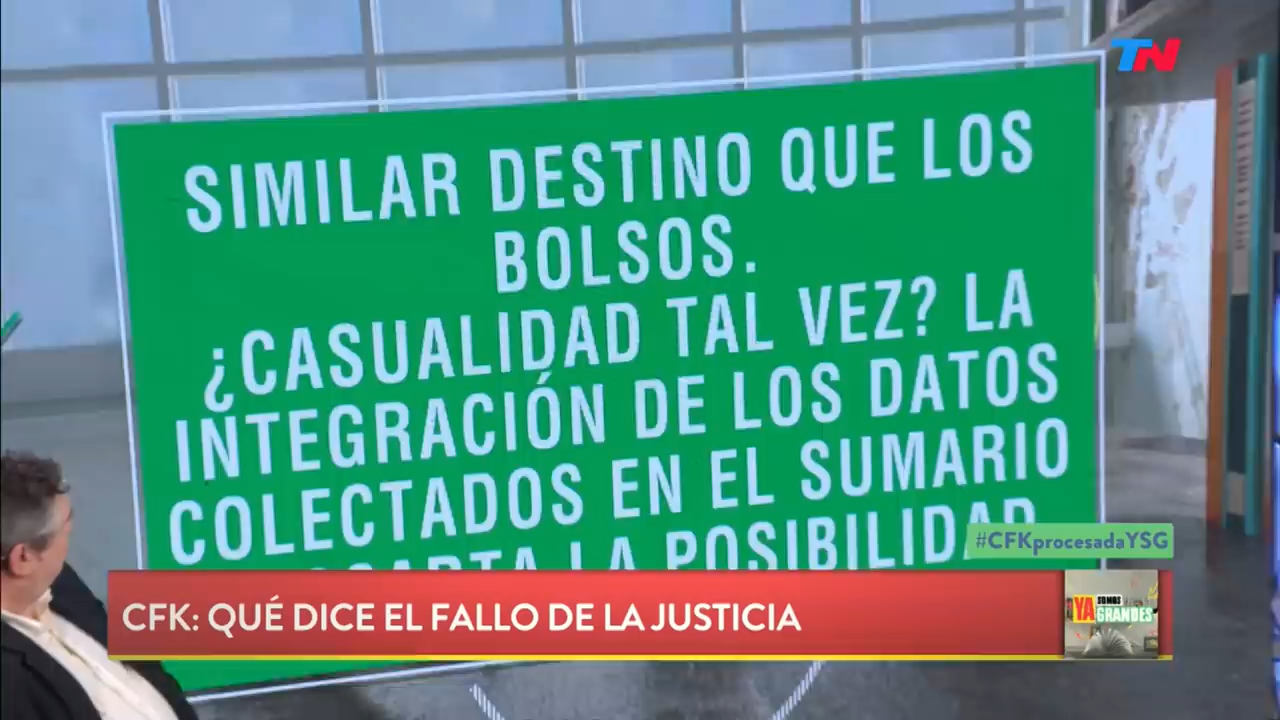 TN
SIMILAR DESTINO QUE LOS
BOLSOS.
¿CASUALIDAD TAL VEZ? LA
INTEGRACIÓN DE LOS DATOS
COLECTADOS EN EL SUMARIO
LA POSIBILIDAD
#CFKprocesadaYSG
CFK: QUÉ DICE EL FALLO DE LA JUSTICIA
YA SOMOS
GRANDES